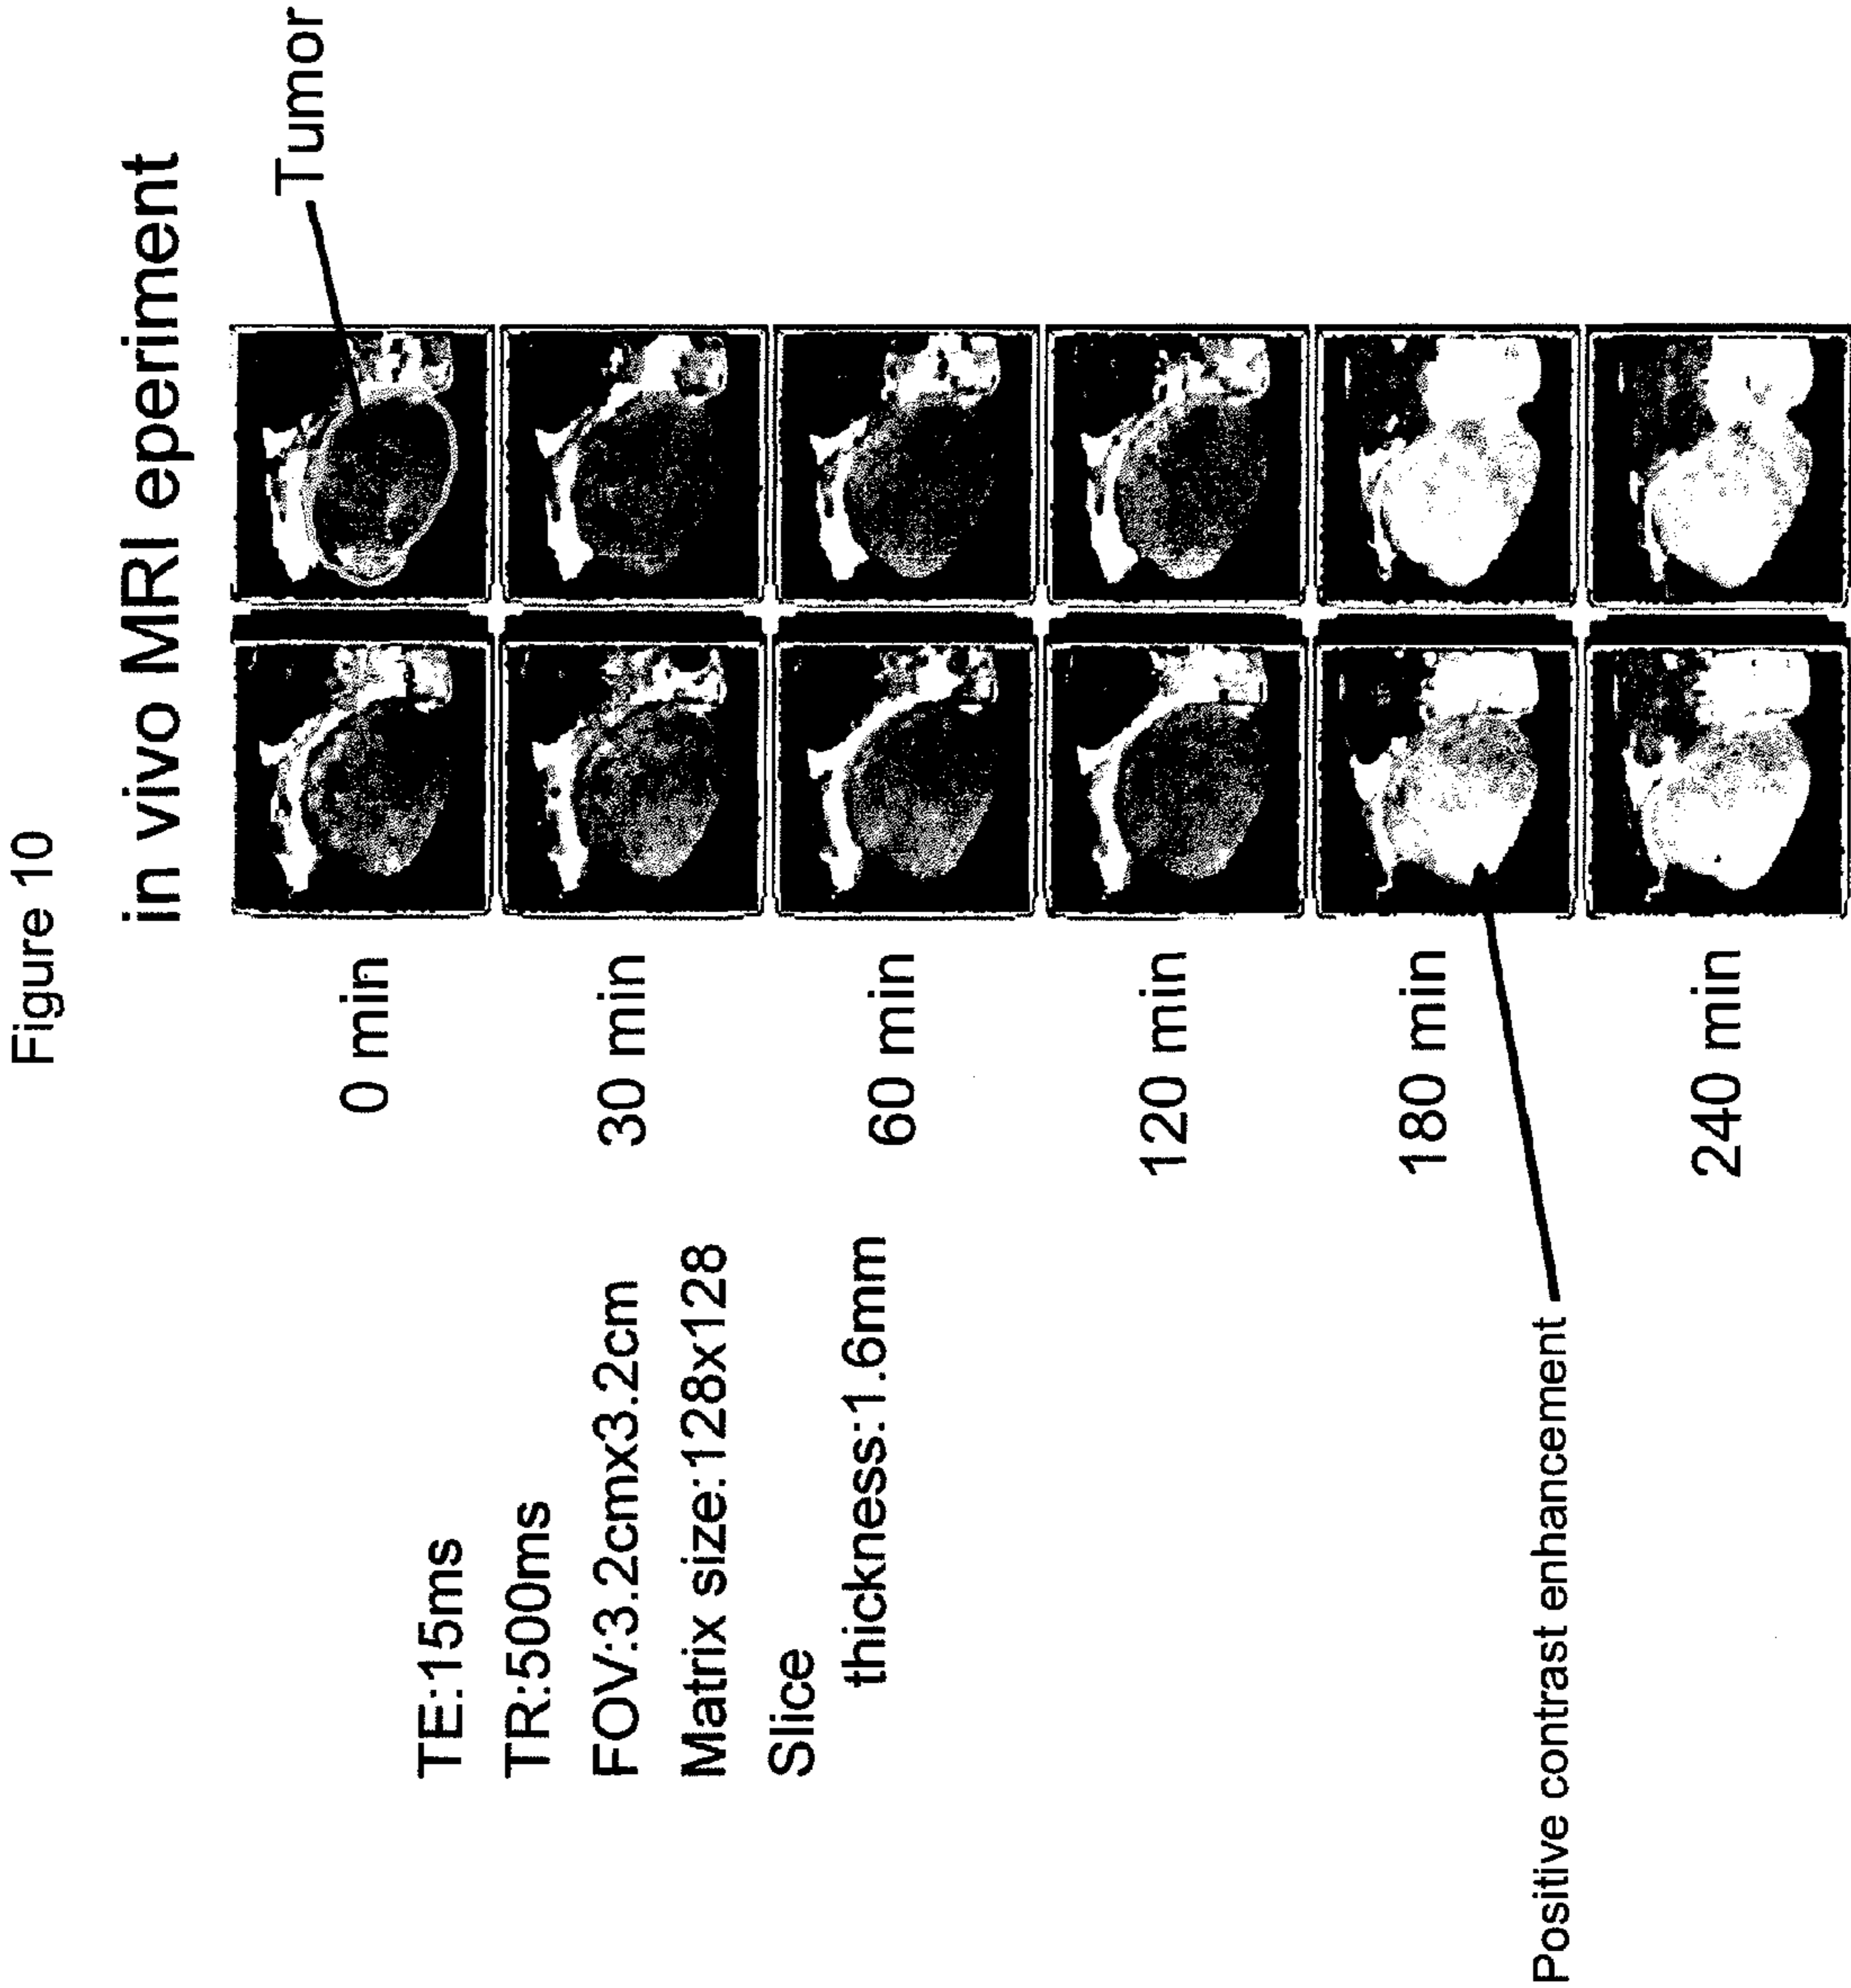 Figure 10
in vivo MRI eperiment
Tumor
0 min
30 min
60 min
120 min
180 min
240 min
TE:15ms
TR:500ms
FOV:3.2cmx3.2cm
Matrix size:128x128
Slice
thickness:1.6mm
Positive contrast enhancement